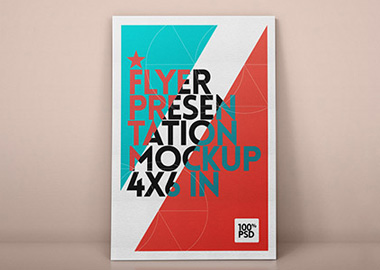 FLYER
PRESEN
TATION
MOCKUP
4X6 IN
100%
PSD